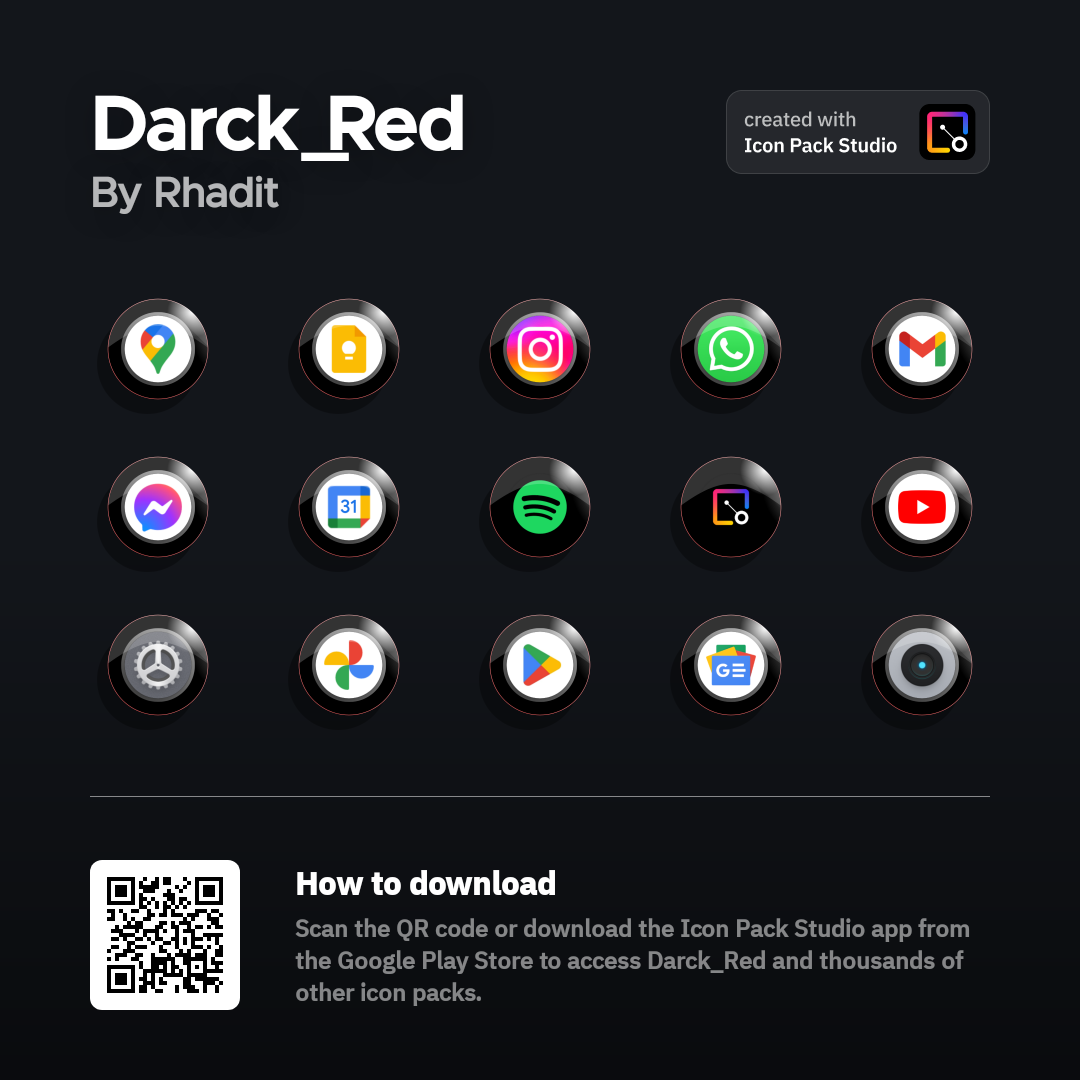 Darck_Red
By Rhadit
created with
Icon Pack Studio
31
GE
How to download
Scan the QR code or download the Icon Pack Studio app from
the Google Play Store to access Darck_Red and thousands of
other icon packs.